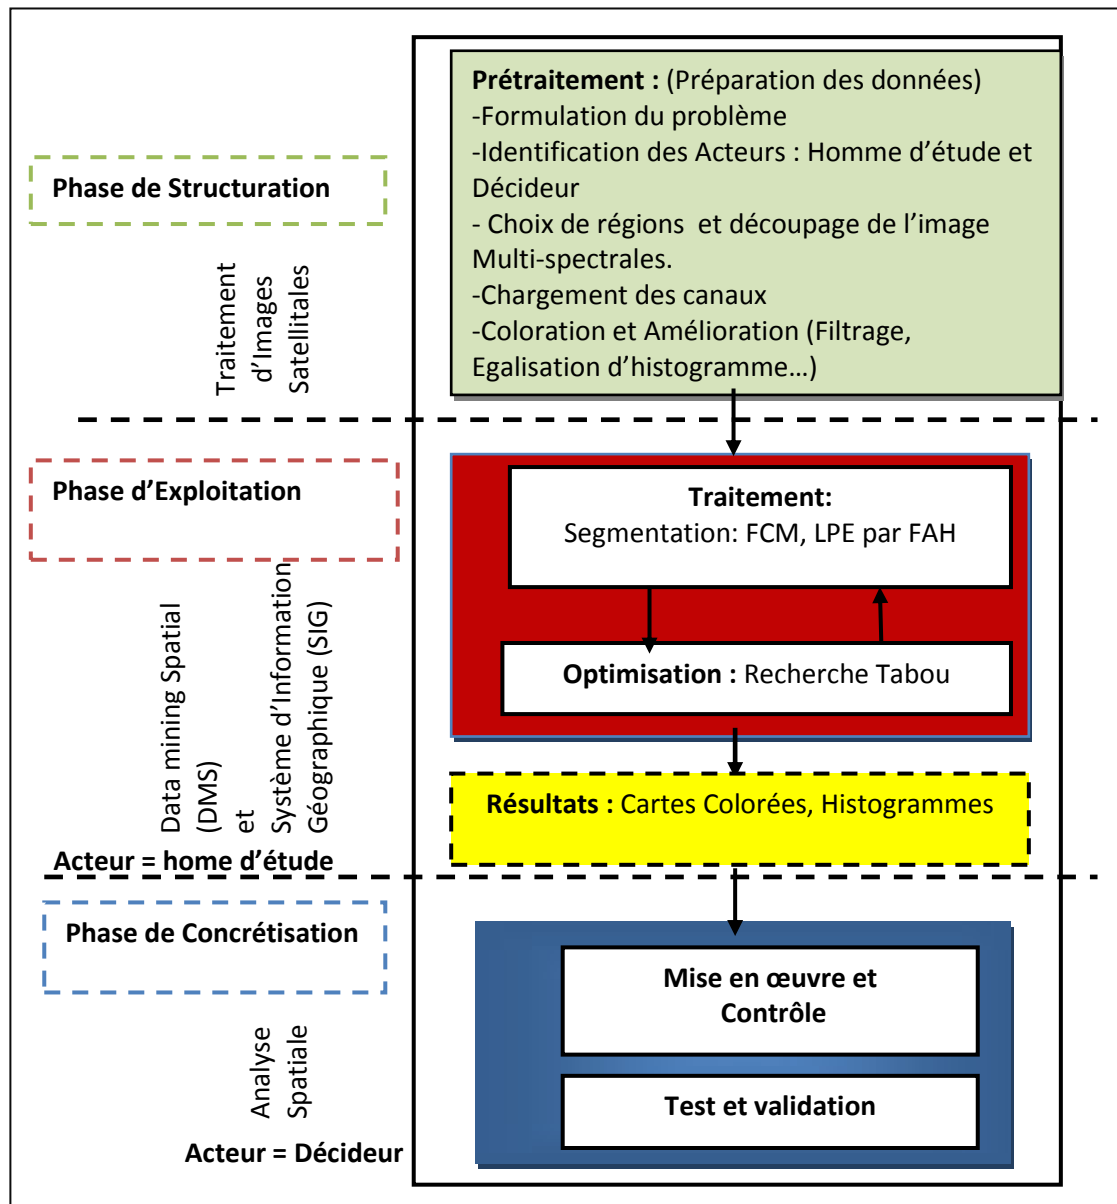 Prétraitement : (Préparation des données)
-Formulation du problème
-Identification des Acteurs : Homme d’étude et
Décideur
- Choix de régions et découpage de l’image
Multi-spectrales.
-Chargement des canaux
-Coloration et Amélioration (Filtrage,
Egalisation d’histogramme…)
Phase de Structuration
Traitement
d’Images
Satellitales
Phase d’Exploitation
Traitement:
Segmentation: FCM, LPE par FAH
Optimisation : Recherche Tabou
Data mining Spatial
(DMS)
et
Système d’Information
Géographique (SIG)
Résultats : Cartes Colorées, Histogrammes
Acteur = home d’étude
Phase de Concrétisation
Mise en œuvre et
Contrôle
Analyse
Spatiale
Test et validation
Acteur = Décideur